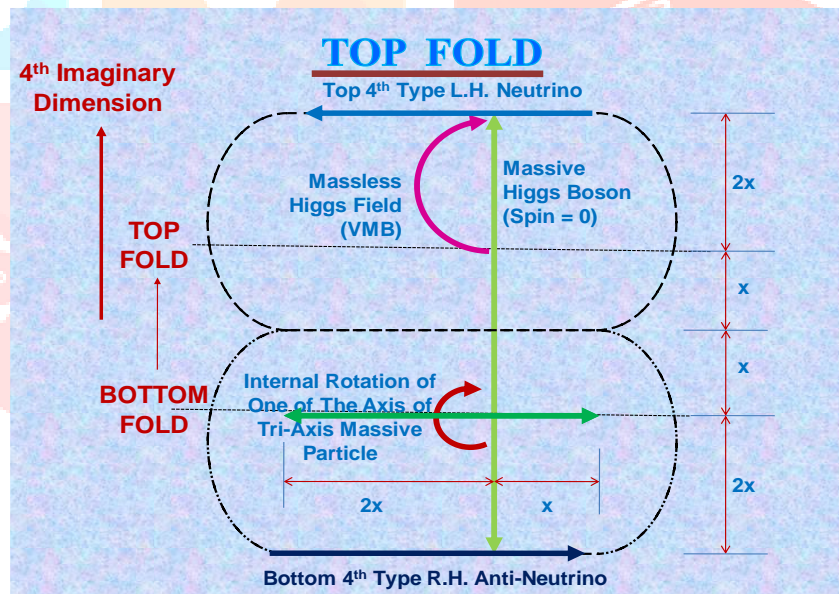 TOP FOLD
4th Imaginary
Dimension
Top 4th Type L.H. Neutrino
Massless
Higgs Field
(VMB)
Massive
Higgs Boson
(Spin = 0)
2x
TOP
FOLD
x
x
BOTTOM
FOLD
Internal Rotation of
One of The Axis of
Tri-Axis Massive
Particle
2x
x
2x
Bottom 4th Type R.H. Anti-Neutrino